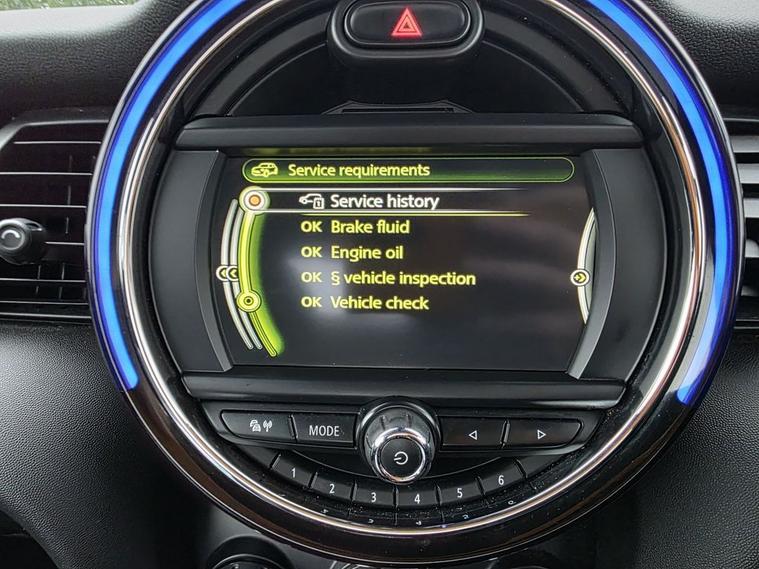 Service requirements
Service history
OK Brake fluid
OK Engine oil
OK § vehicle inspection
OK Vehicle check
MODE
1 2 3 4 5 6